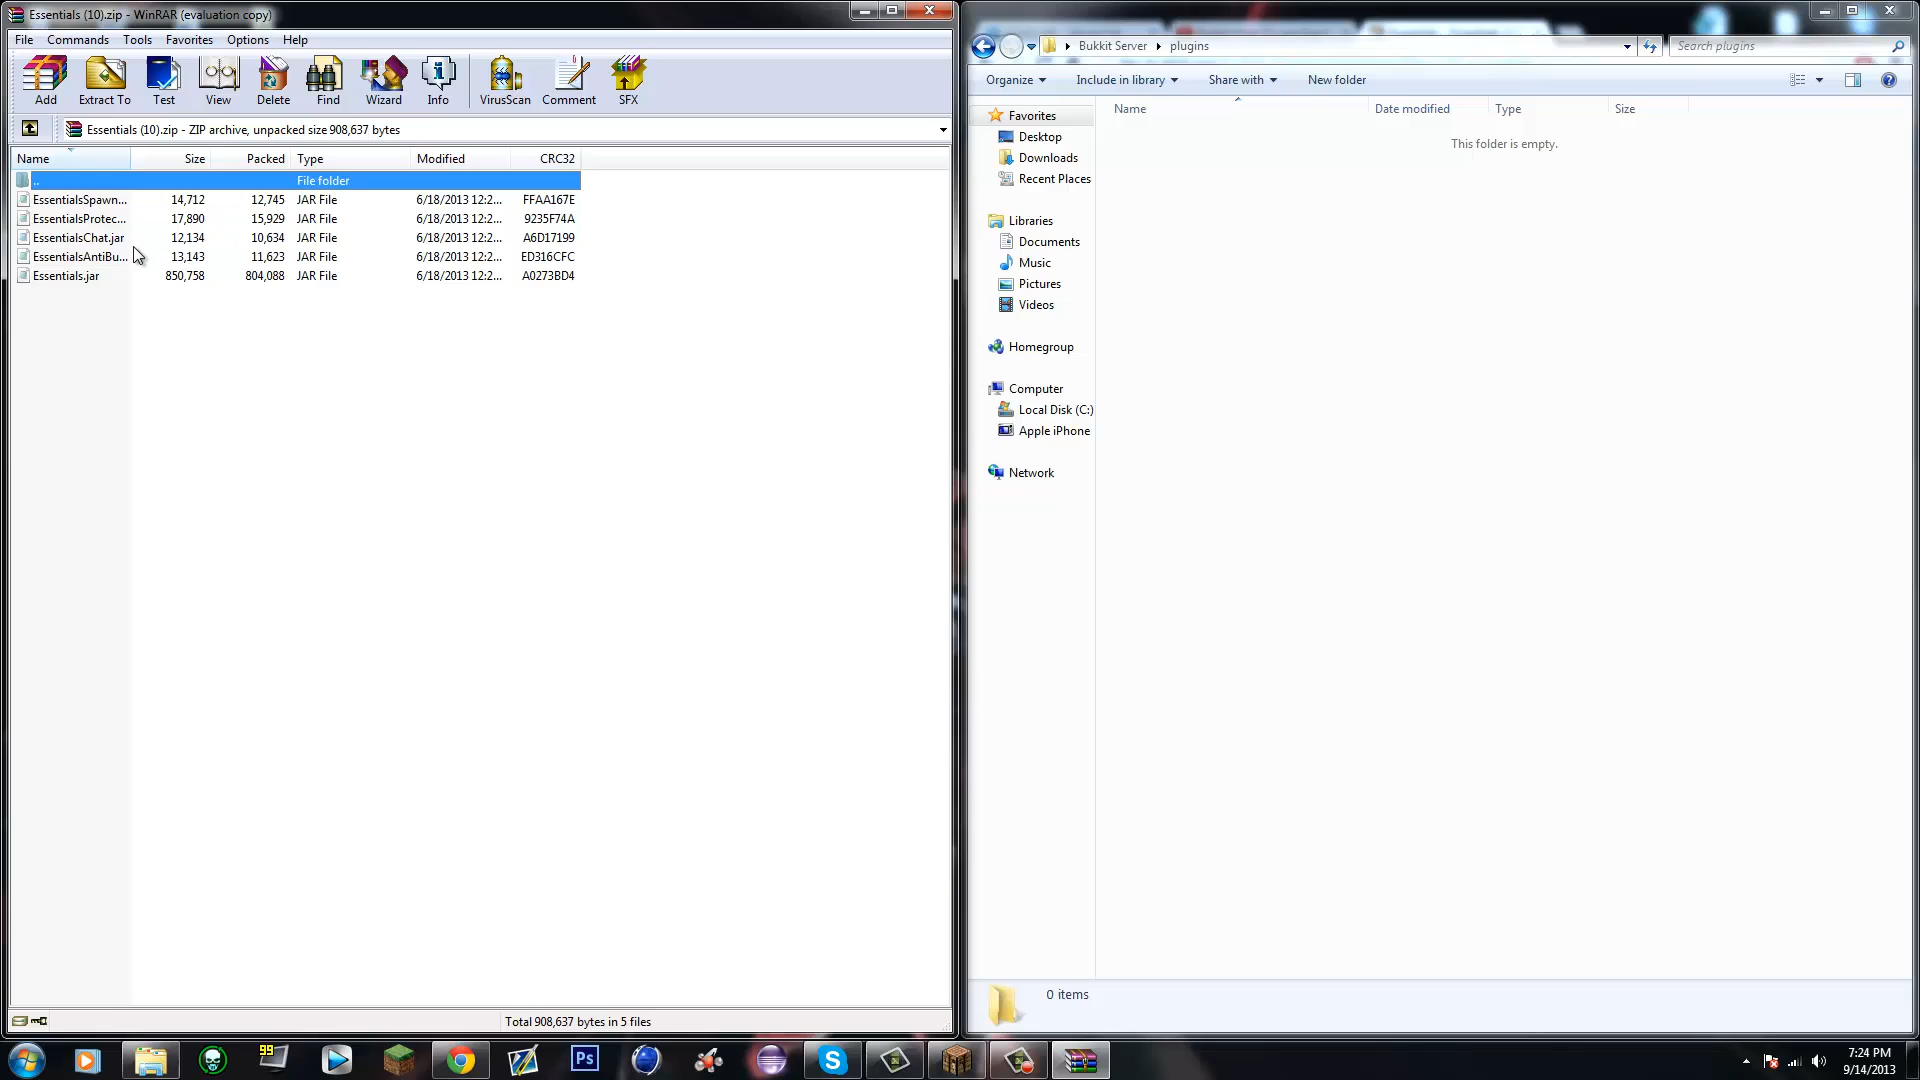 Essentials (10).zip - WinRAR (evaluation copy)
File Commands Tools Favorites Options Help
Add Extract To Test View Delete Find Wizard Info VirusScan Comment SFX
Essentials (10).zip - ZIP archive, unpacked size 908,637 bytes
Name Size Packed Type Modified CRC32
.. File folder
EssentialsSpawn... 14,712 12,745 JAR File 6/18/2013 12:2... FFAA167E
EssentialsProtec... 17,890 15,929 JAR File 6/18/2013 12:2... 9235F74A
EssentialsChat.jar 12,134 10,634 JAR File 6/18/2013 12:2... A6D17199
EssentialsAntiBu... 13,143 11,623 JAR File 6/18/2013 12:2... ED316CFC
Essentials.jar 850,758 804,088 JAR File 6/18/2013 12:2... A0273BD4
Total 908,637 bytes in 5 files
Bukkit Server plugins
Search plugins
Organize Include in library Share with New folder
Name Date modified Type Size
This folder is empty.
Favorites
Desktop
Downloads
Recent Places
Libraries
Documents
Music
Pictures
Videos
Homegroup
Computer
Local Disk (C:)
Apple iPhone
Network
0 items
99
Ps
7:24 PM
9/14/2013